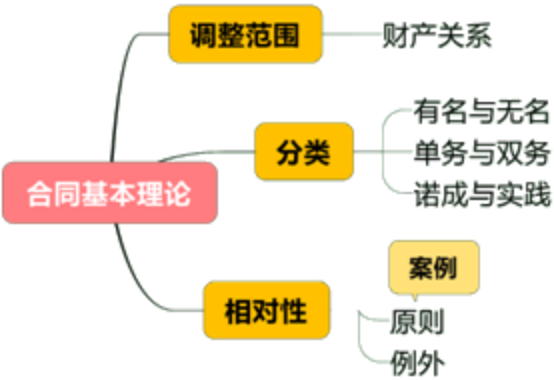 调整范围
财产关系
有名与无名
分类
单务与双务
诺成与实践
合同基本理论
案例
相对性
原则
例外